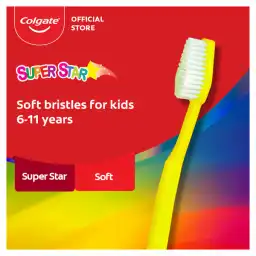 Colgate
OFFICIAL
STORE
SUPER STAR
Soft bristles for kids
6-11 years
Super Star
Soft